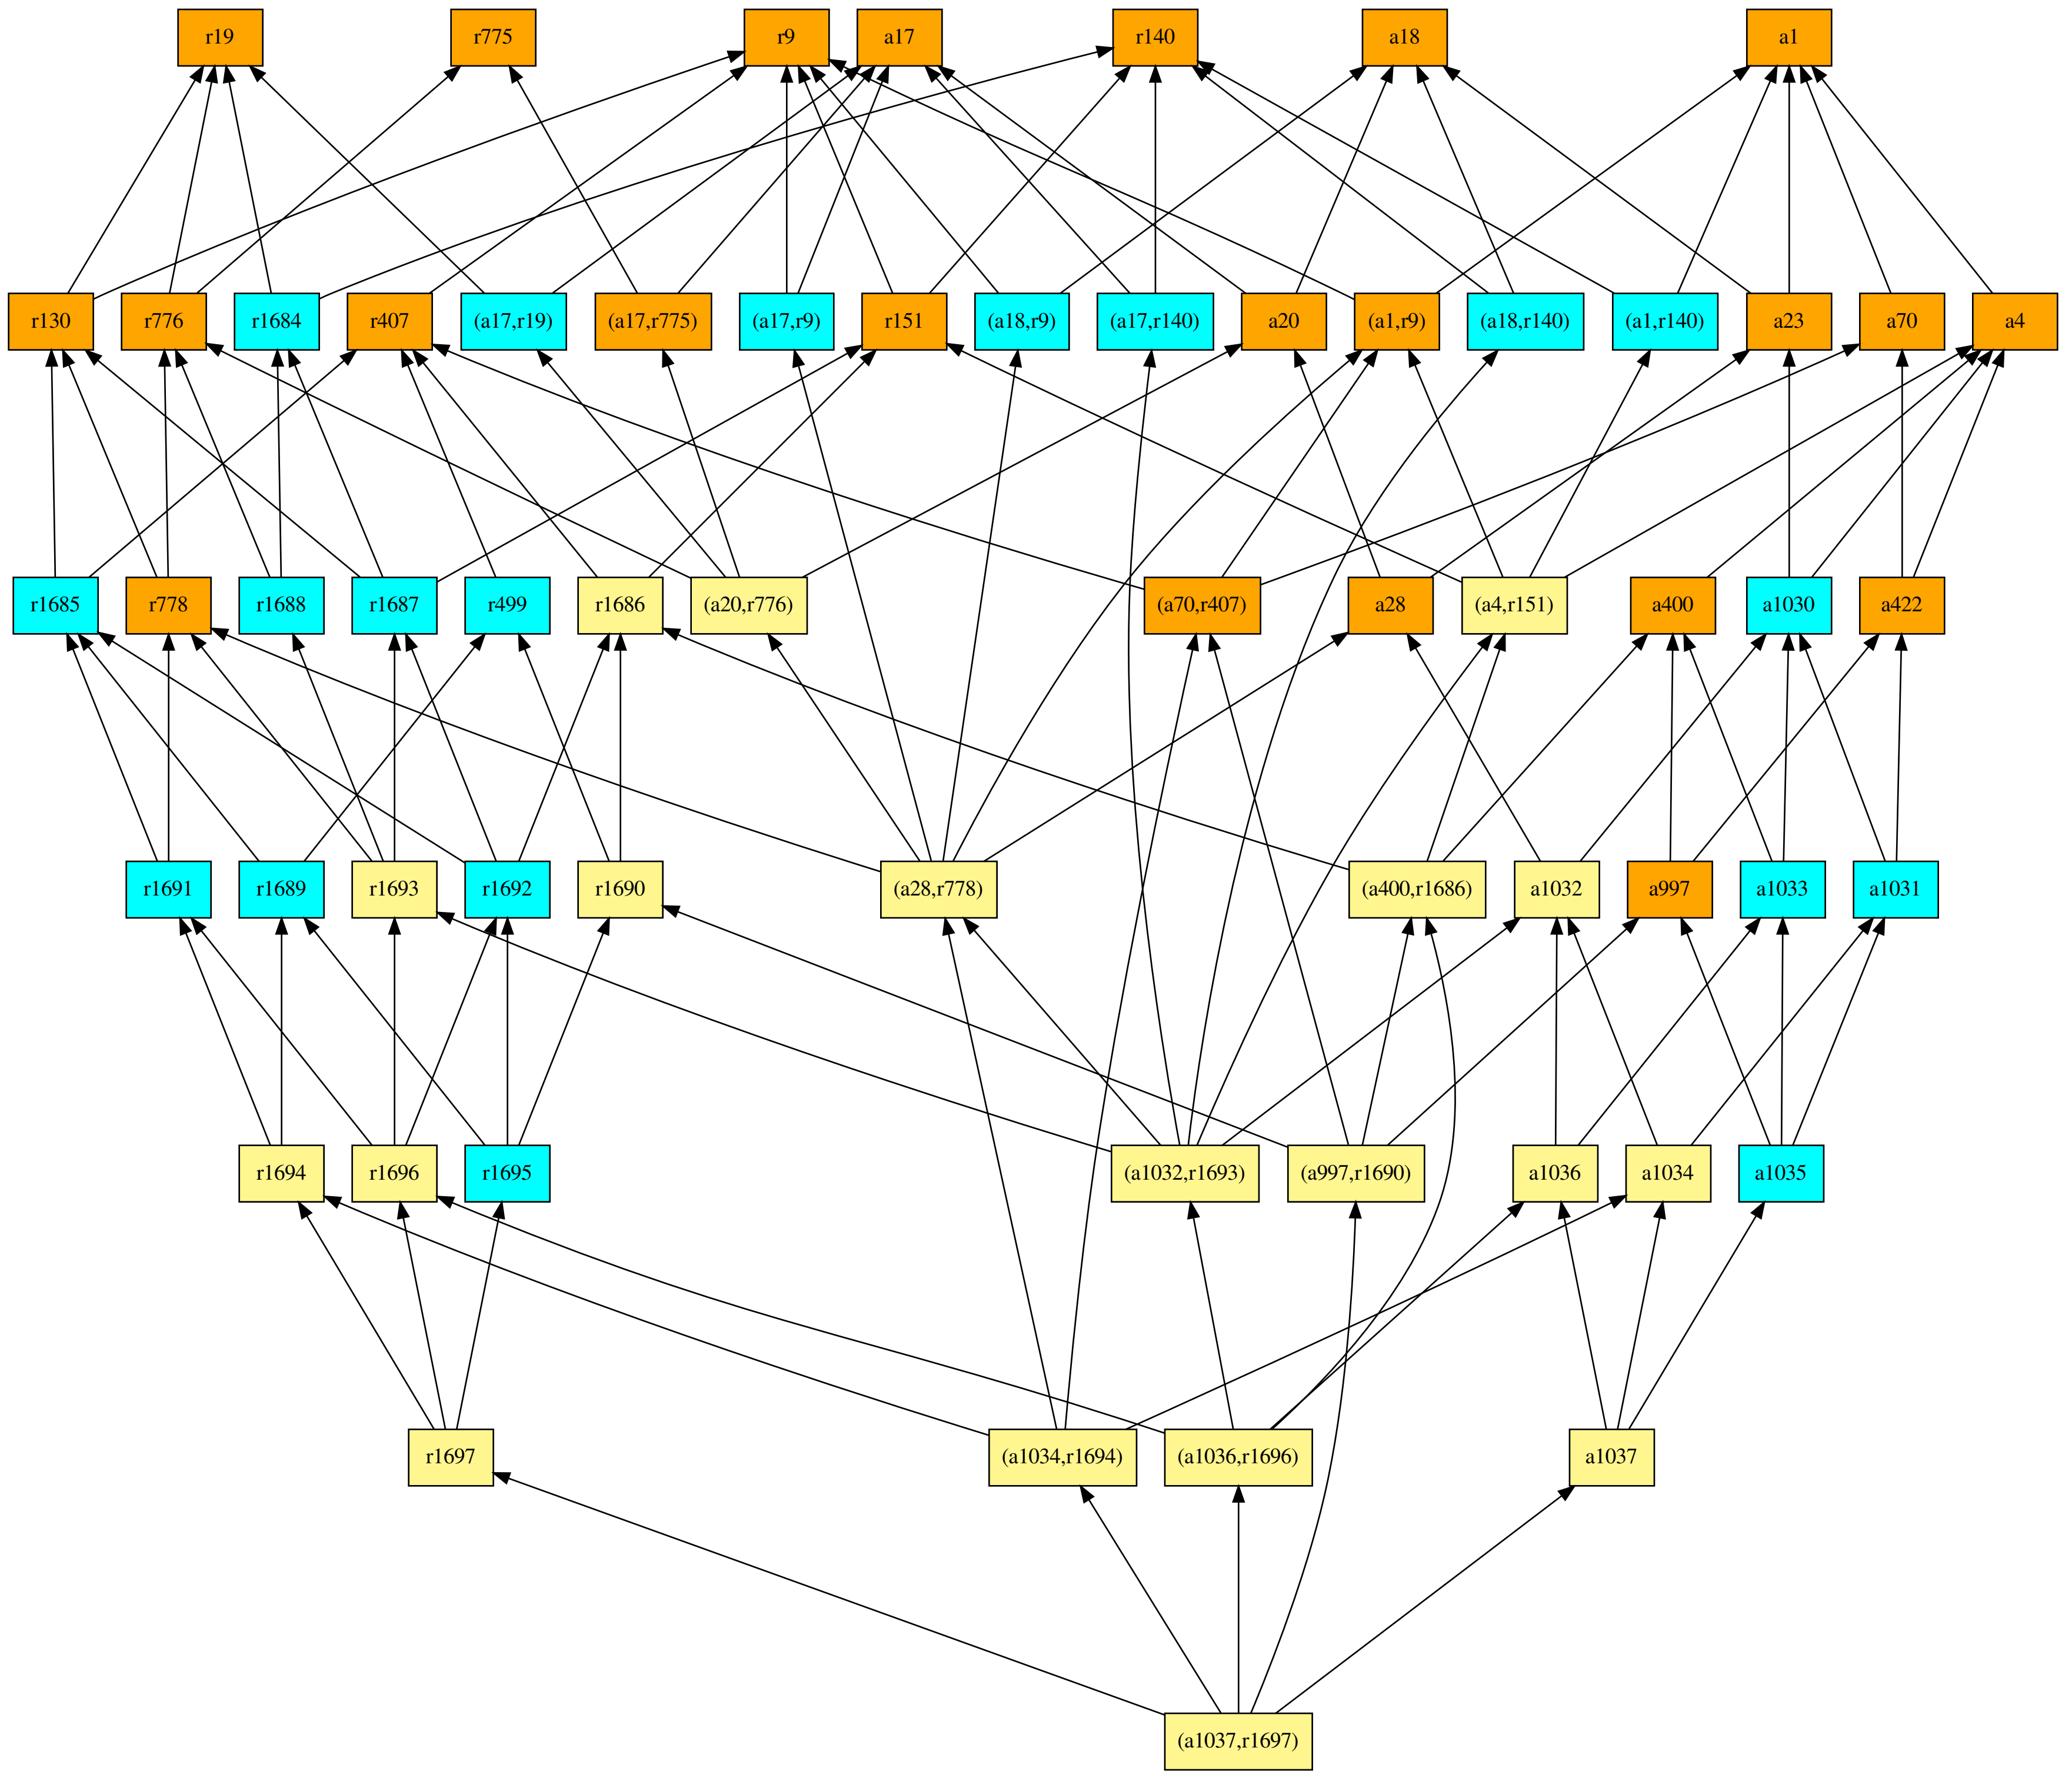 r19
r775
r9
a17
r140
a18
a1
r130
r776
r1684
r407
(a17,r19)
(a17,r775)
(a17,r9)
r151
(a18,r9)
(a17,r140)
a20
(a1,r9)
(a18,r140)
(a1,r140)
a23
a70
a4
r1685
r778
r1688
r1687
r499
r1686
(a20,r776)
(a70,r407)
a28
(a4,r151)
a400
a1030
a422
r1691
r1689
r1693
r1692
r1690
(a28,r778)
(a400,r1686)
a1032
a997
a1033
a1031
r1694
r1696
r1695
(a1032,r1693)
(a997,r1690)
a1036
a1034
a1035
r1697
(a1034,r1694)
(a1036,r1696)
a1037
(a1037,r1697)